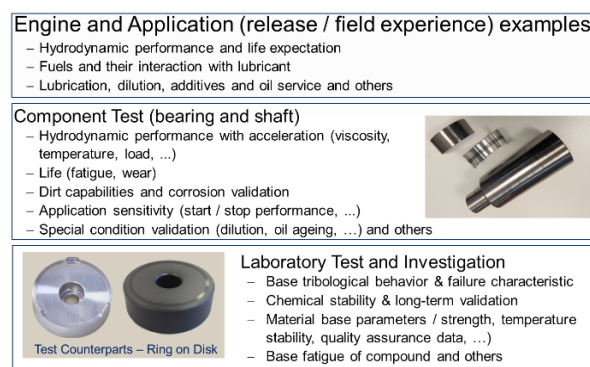 Engine and Application (release / field experience) examples
– Hydrodynamic performance and life expectation
– Fuels and their interaction with lubricant
– Lubrication, dilution, additives and oil service and others
Component Test (bearing and shaft)
– Hydrodynamic performance with acceleration (viscosity,
temperature, load, ...)
– Life (fatigue, wear)
– Dirt capabilities and corrosion validation
– Application sensitivity (start / stop performance, ...)
– Special condition validation (dilution, oil ageing, …) and others
Laboratory Test and Investigation
– Base tribological behavior & failure characteristic
– Chemical stability & long-term validation
– Material base parameters / strength, temperature
stability, quality assurance data, …)
– Base fatigue of compound and others
Test Counterparts – Ring on Disk